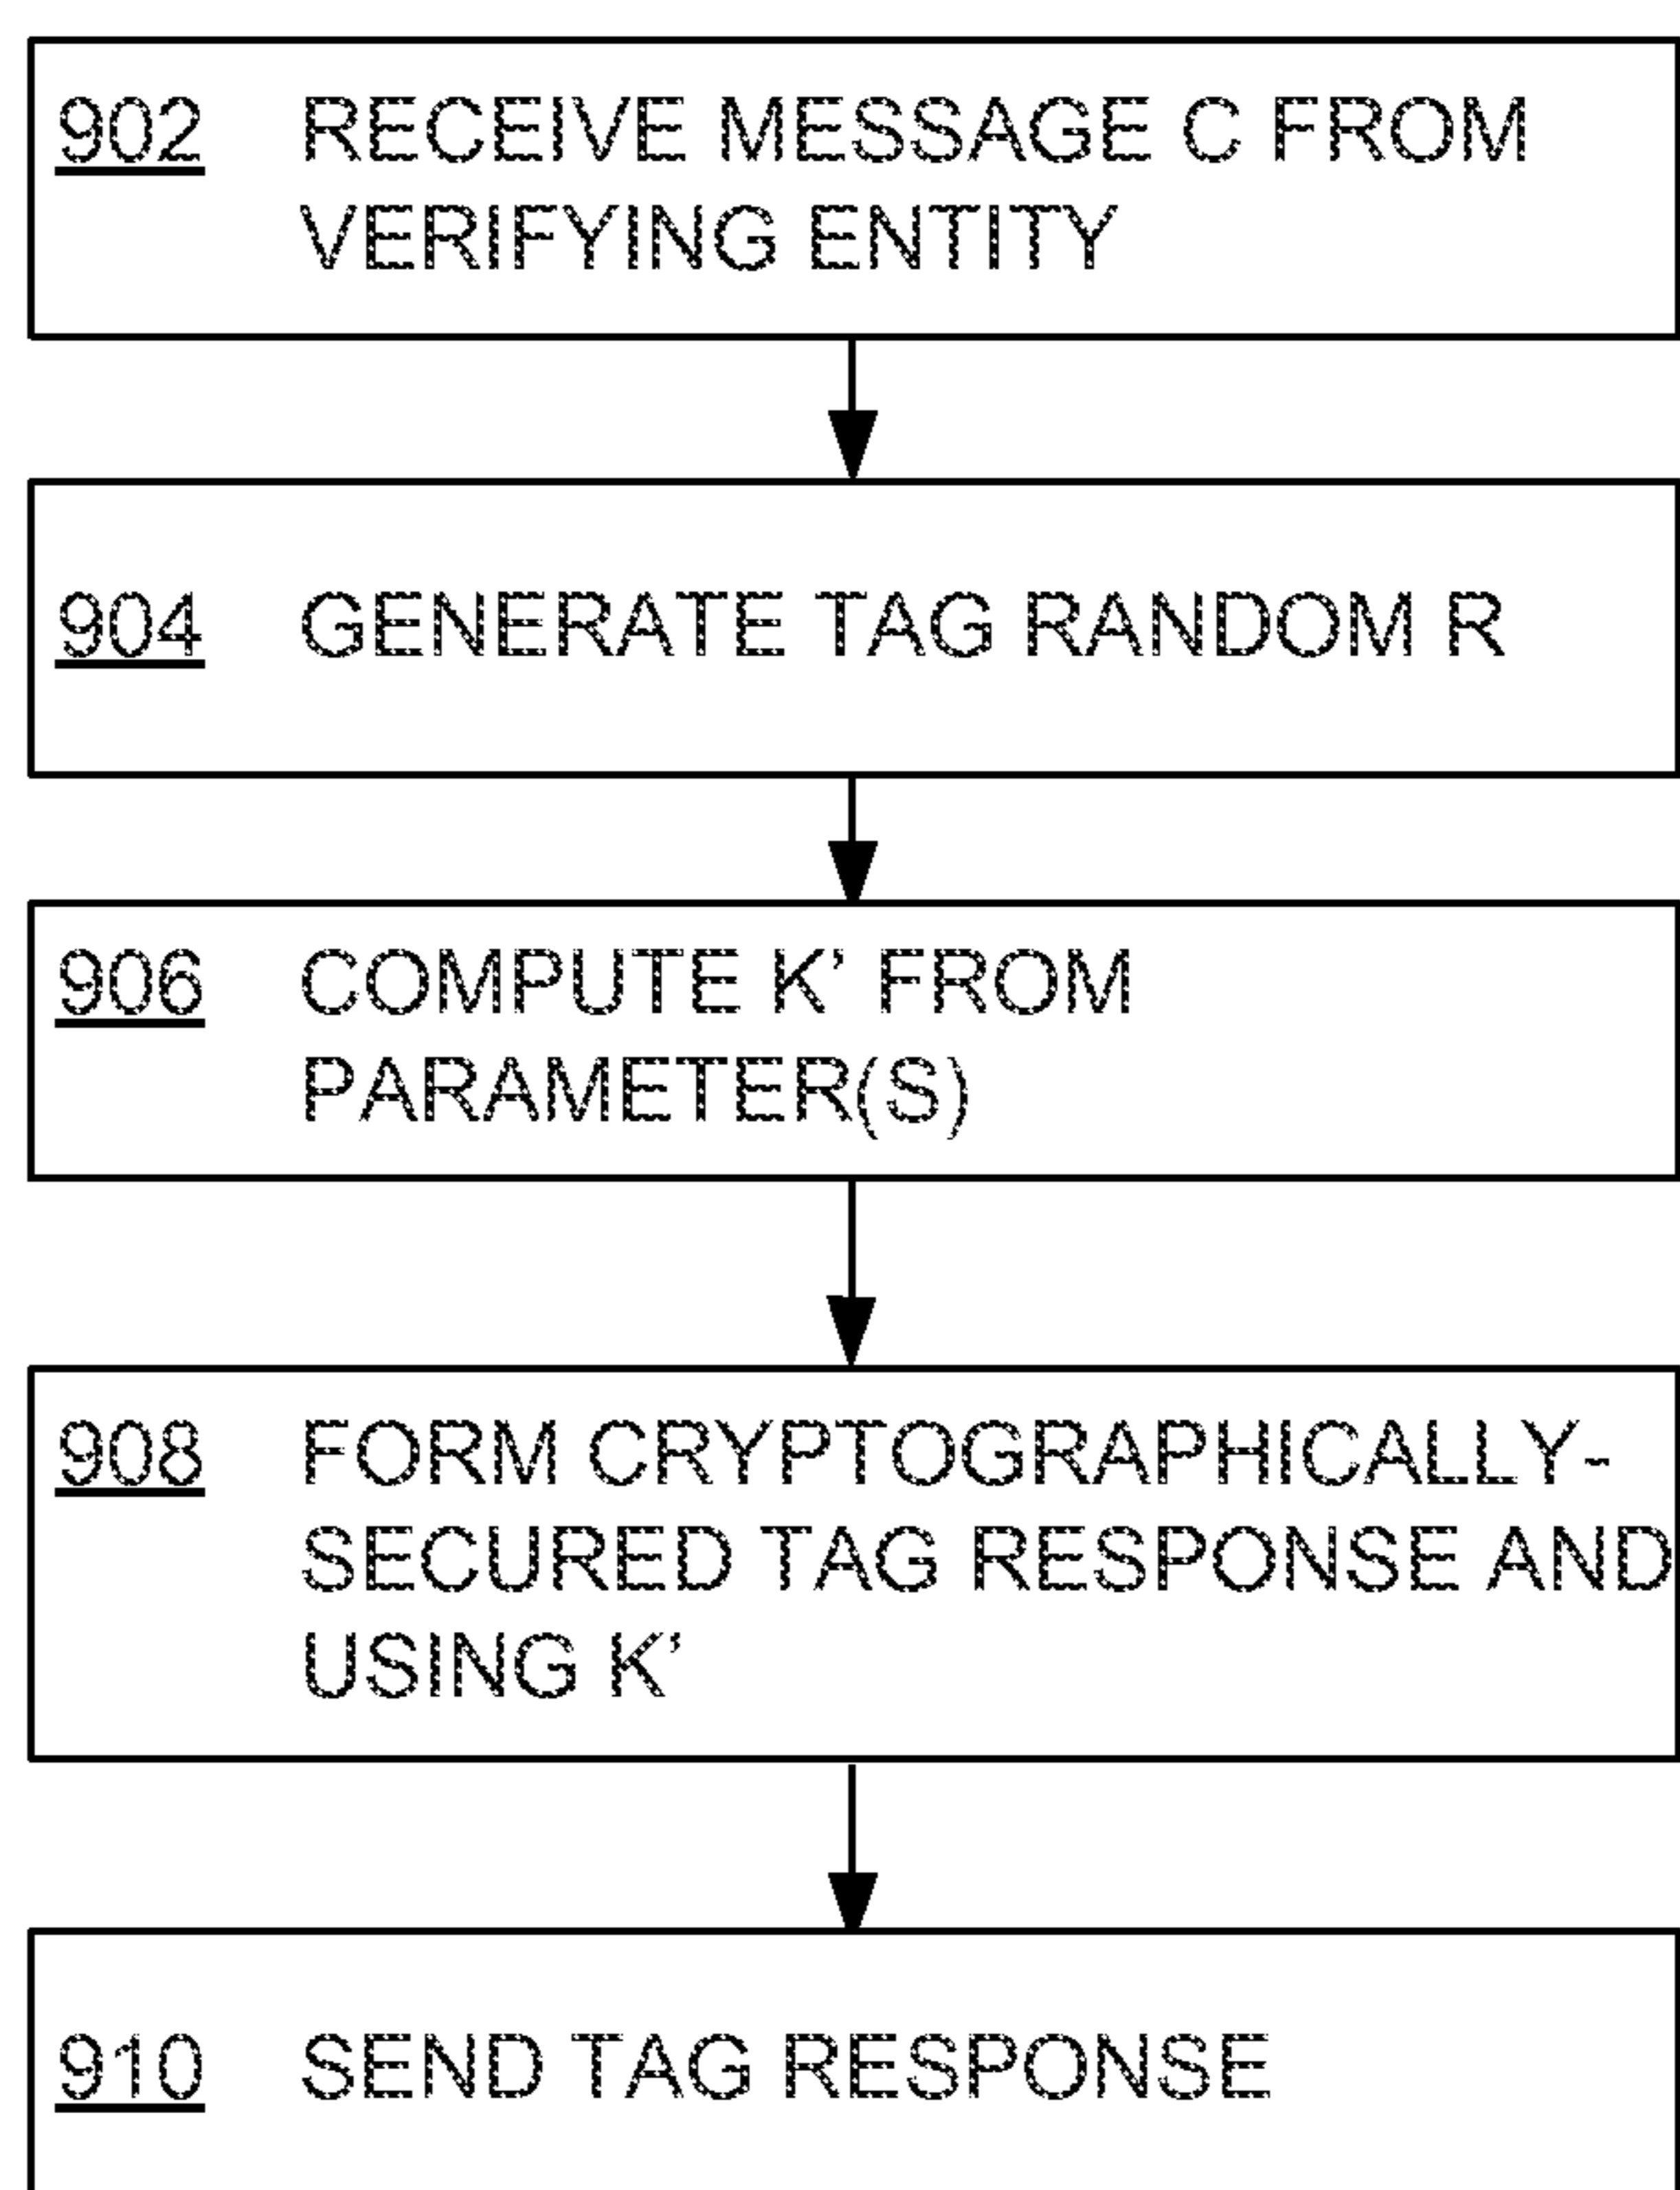 902 RECEIVE MESSAGE C FROM
VERIFYING ENTITY
904 GENERATE TAG RANDOM R
906 COMPUTE K’ FROM
PARAMETER(S)
908 FORM CRYPTOGRAPHICALLY-
SECURED TAG RESPONSE AND
USING K’
910 SEND TAG RESPONSE